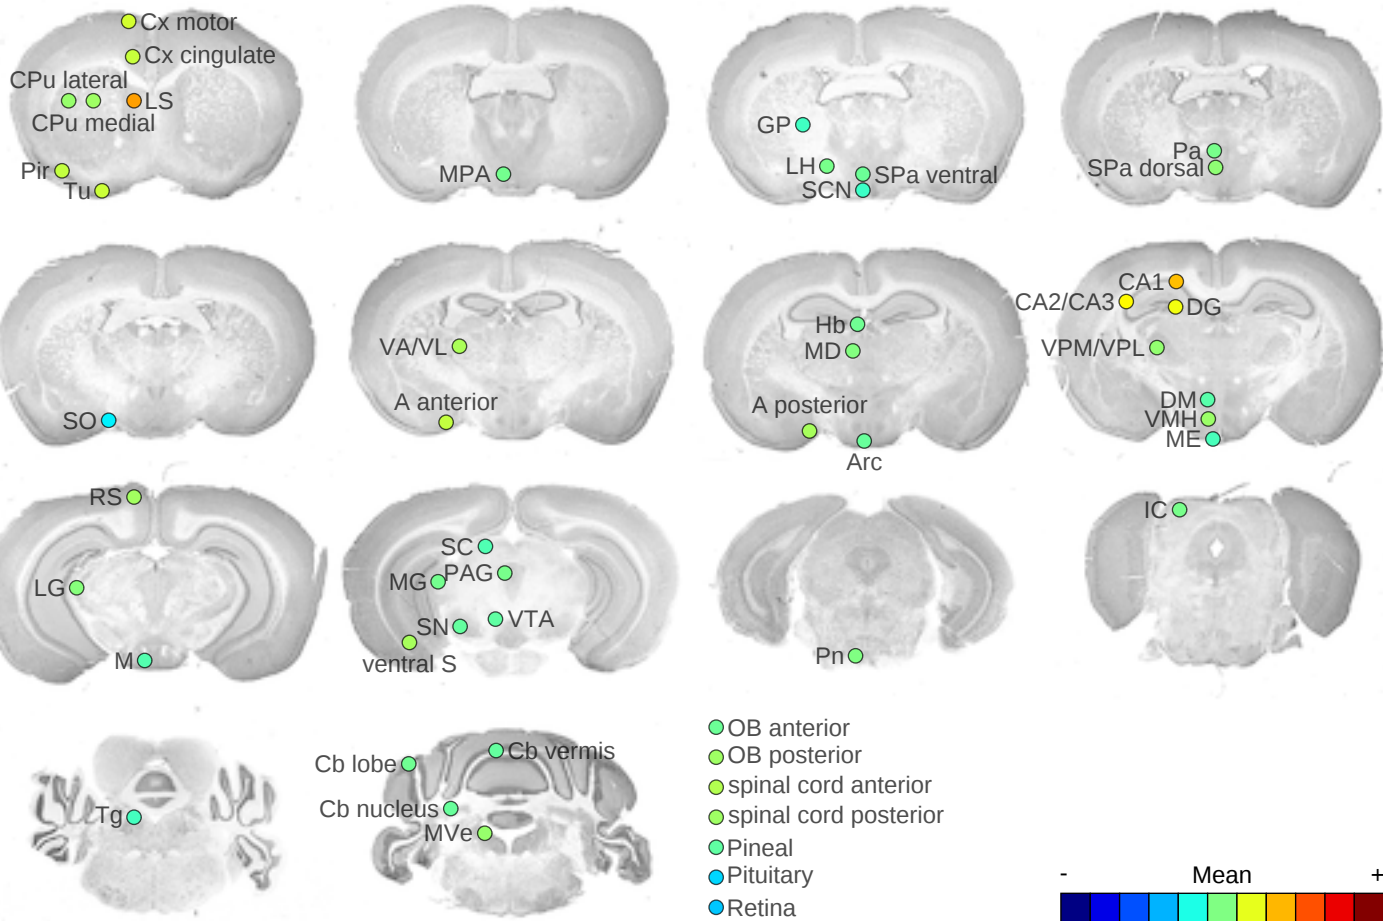 Cx motor
Cx cingulate
CPu lateral
LS
CPu medial
Pir
Tu
MPA
GP
LH
SPa ventral
SCN
Pa
SPa dorsal
SO
VA/VL
A anterior
Hb
MD
A posterior
Arc
CA1
CA2/CA3
DG
VPM/VPL
DM
VMH
ME
RS
LG
M
SC
MG
PAG
SN
VTA
ventral S
Pn
IC
Tg
Cb lobe
Cb vermis
Cb nucleus
MVe
OB anterior
OB posterior
spinal cord anterior
spinal cord posterior
Pineal
Pituitary
Retina
- Mean +